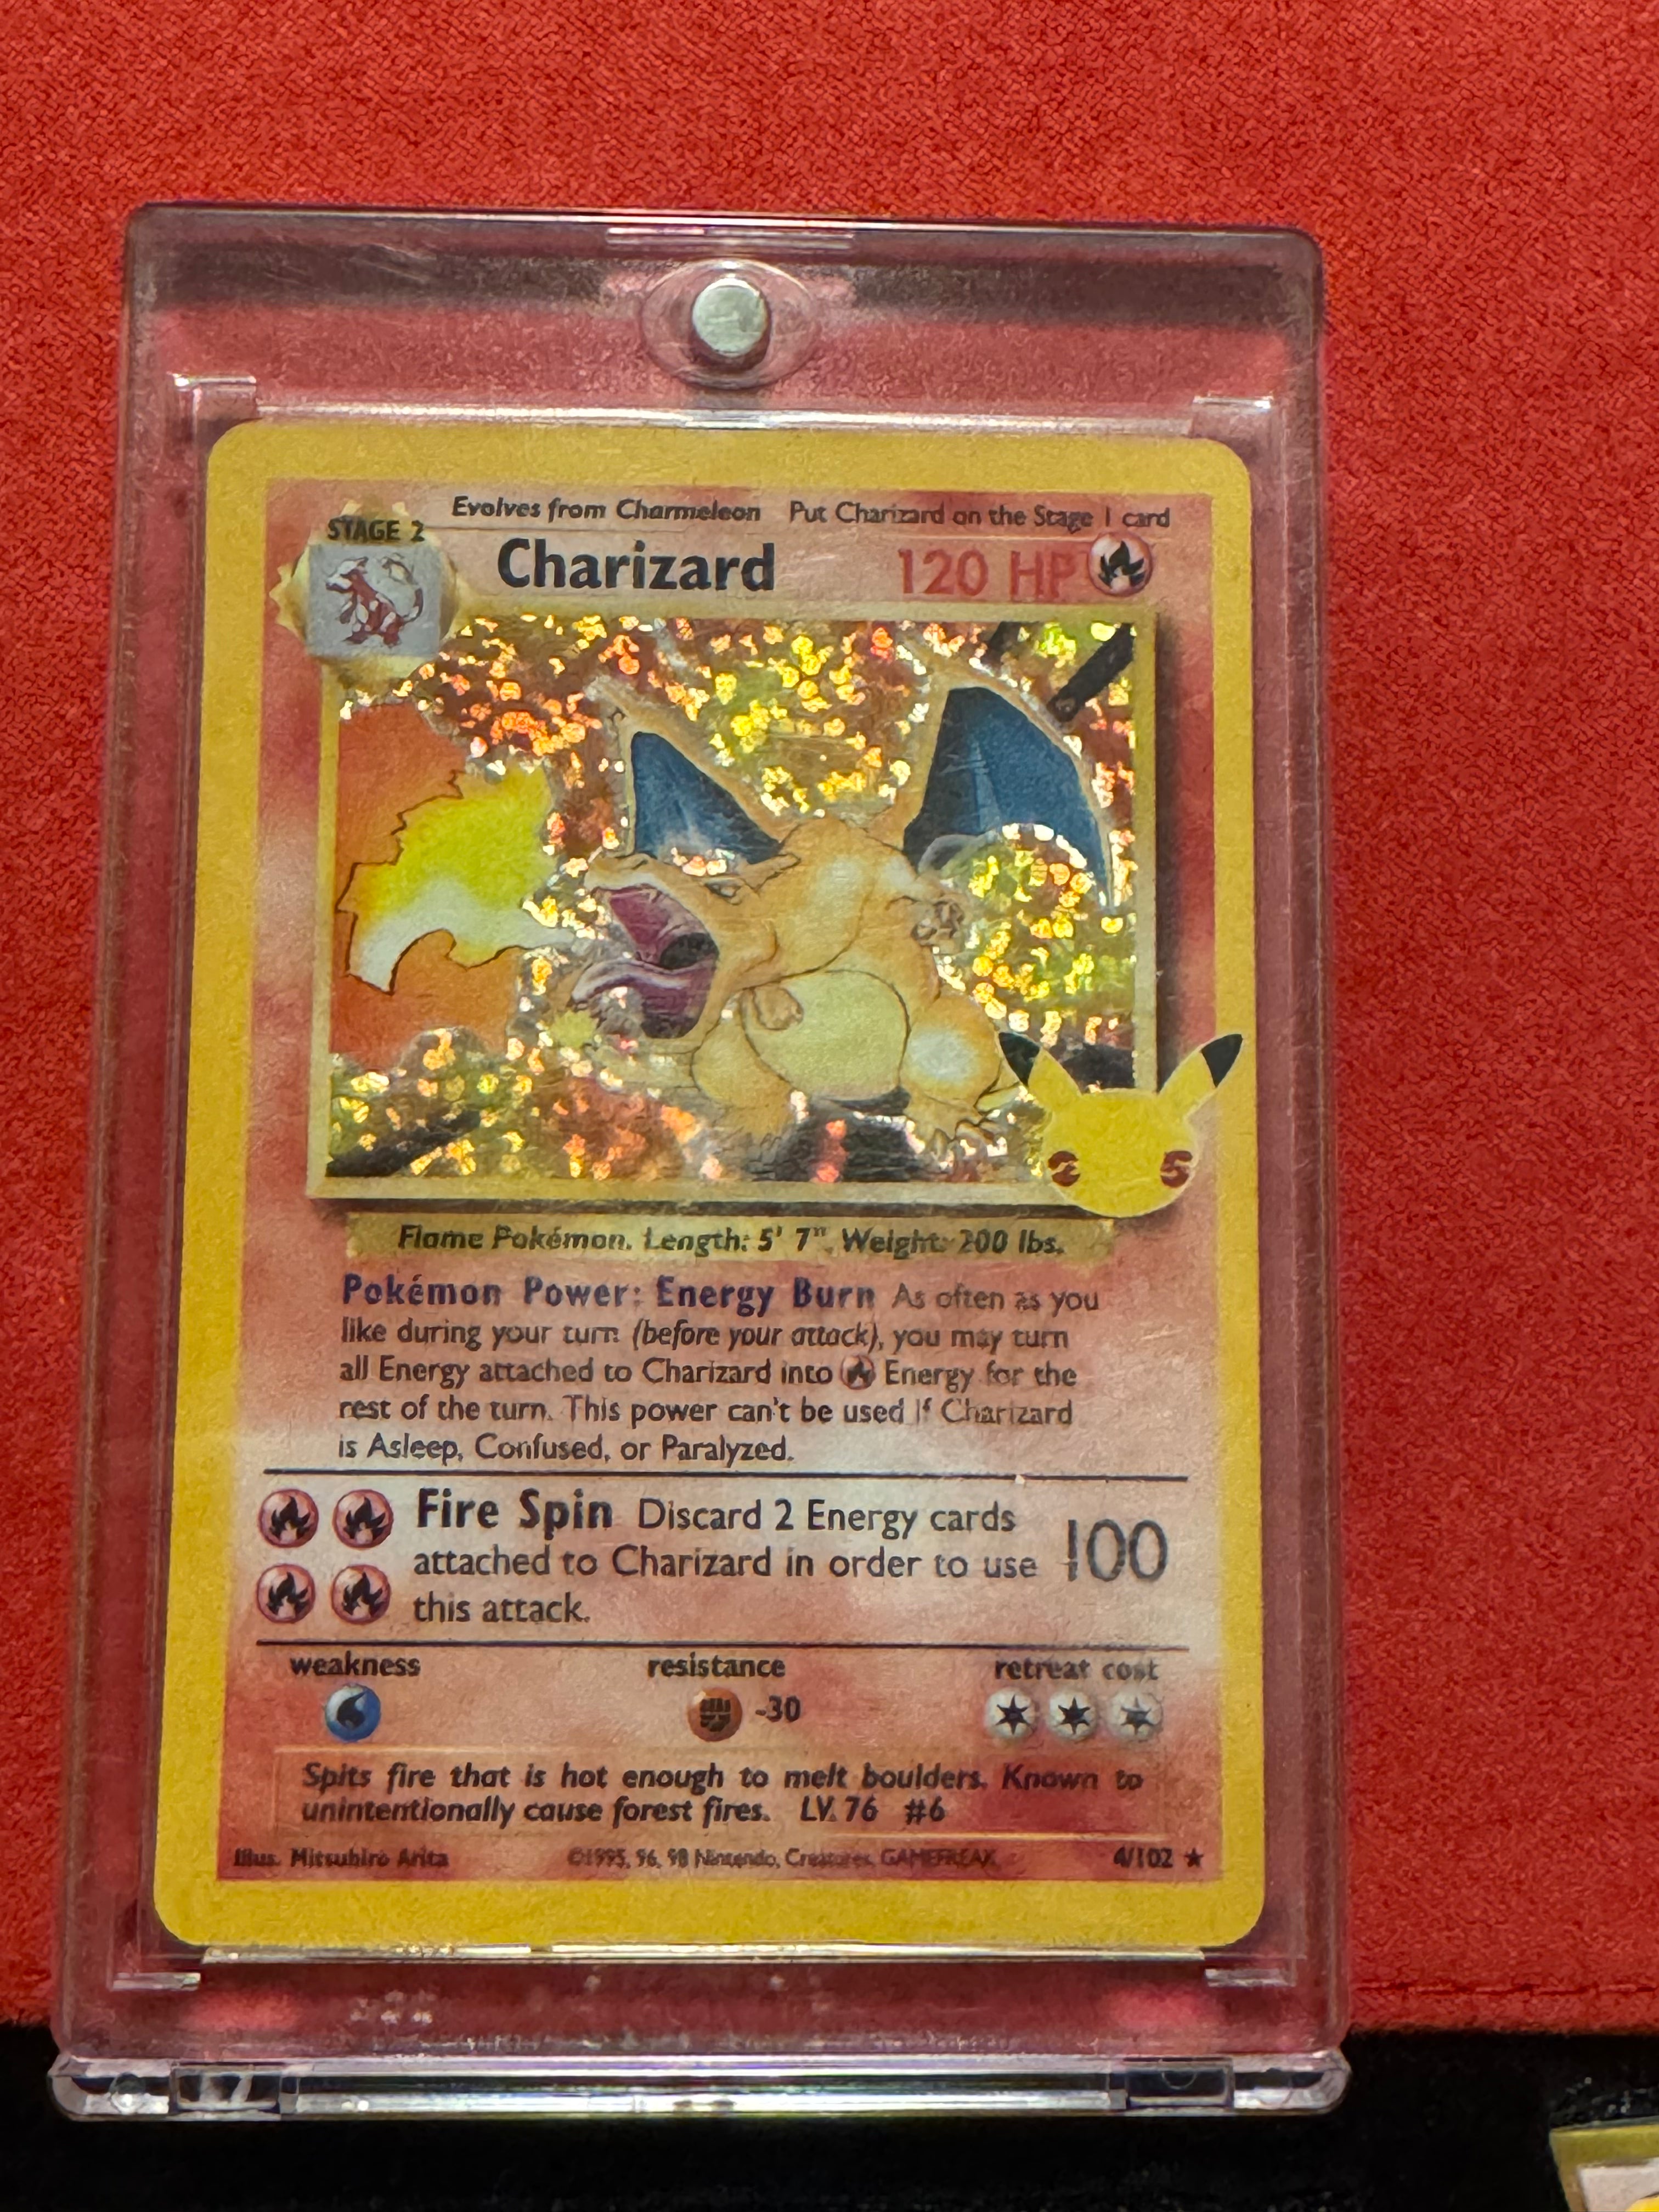 Evolves from Charmeleon Put Charizard on the Stage 1 card
STAGE 2
Charizard 120 HP
25
Flame Pokémon. Length: 5' 7", Weight: 200 lbs.
Pokémon Power: Energy Burn As often as you
like during your turn (before your attack), you may turn
all Energy attached to Charizard into Energy for the
rest of the turn. This power can't be used if Charizard
is Asleep, Confused, or Paralyzed.
Fire Spin Discard 2 Energy cards
attached to Charizard in order to use 100
this attack.
weakness resistance retreat cost
-30
Spits fire that is hot enough to melt boulders. Known to
unintentionally cause forest fires. LV. 76 #6
Illus. Mitsuhiro Arita ©1995, 96, 98 Nintendo, Creatures, GAMEFREAK. 4/102 ★